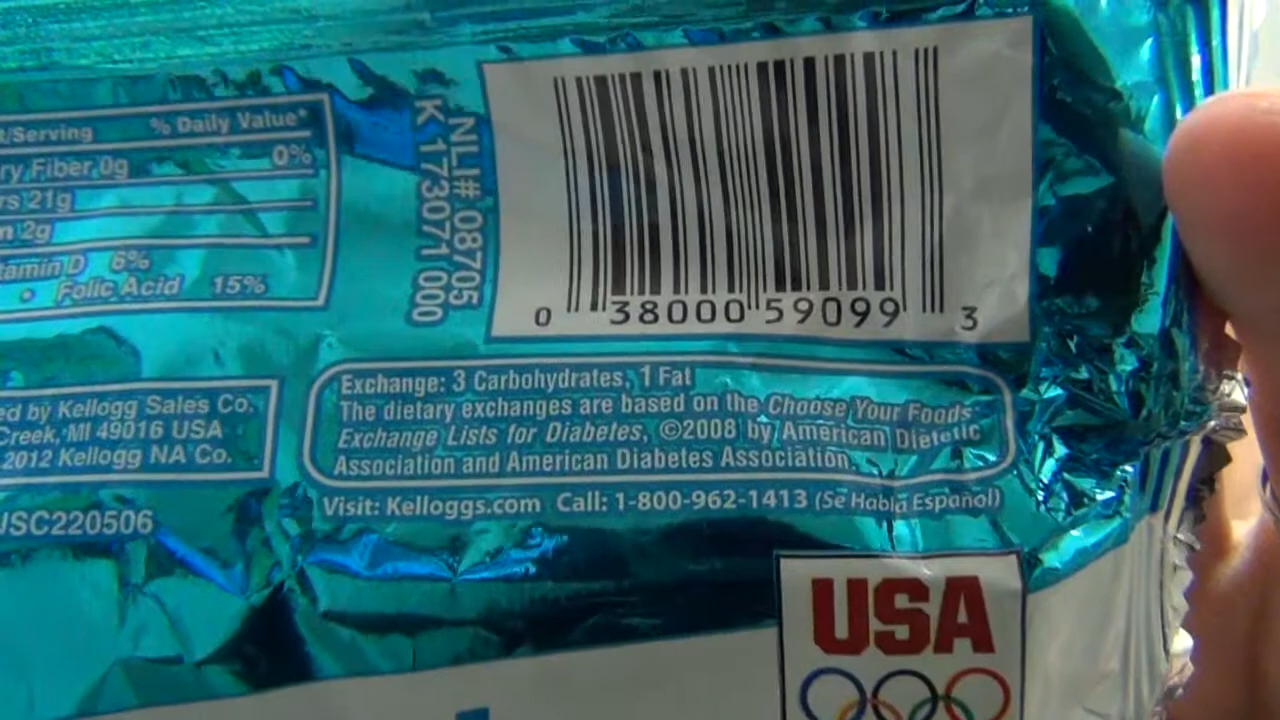 t/Serving % Daily Value*
ry Fiber 0g 0%
rs 21g
n 2g
tamin D 6%
• Folic Acid 15%
NLI# 08705
K 173071 000
0 38000 59099 3
Exchange: 3 Carbohydrates, 1 Fat
The dietary exchanges are based on the Choose Your Foods
Exchange Lists for Diabetes, ©2008 by American Dietetic
Association and American Diabetes Association.
ed by Kellogg Sales Co.
Creek, MI 49016 USA
2012 Kellogg NA Co.
Visit: Kelloggs.com Call: 1-800-962-1413 (Se Habla Español)
USC220506
USA